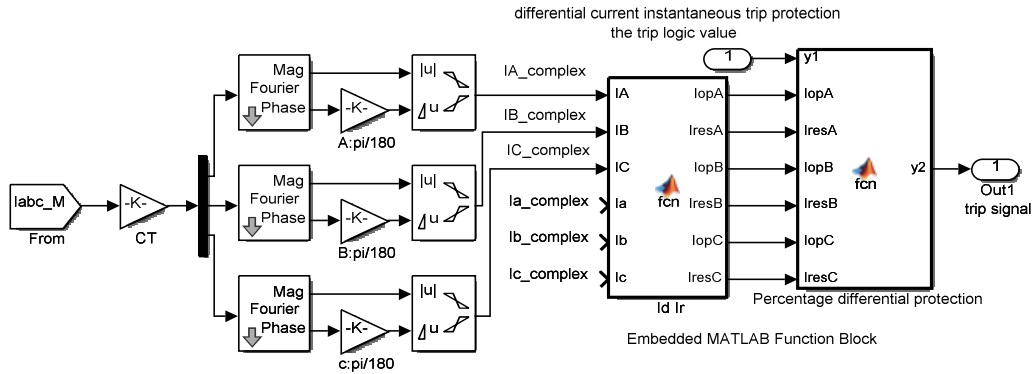 differential current instantaneous trip protection
the trip logic value
1
Iabc_M
From
-K-
CT
Mag
Fourier
Phase
-K-
A:pi/180
|u|
u
Mag
Fourier
Phase
-K-
B:pi/180
|u|
u
Mag
Fourier
Phase
-K-
c:pi/180
|u|
u
IA_complex
IB_complex
IC_complex
Ia_complex
Ib_complex
Ic_complex
IA
IB
IC
Ia
Ib
Ic
fcn
IopA
IresA
IopB
IresB
IopC
IresC
Id Ir
Embedded MATLAB Function Block
y1
IopA
IresA
IopB
IresB
IopC
IresC
fcn
y2
Percentage differential protection
1
Out1
trip signal